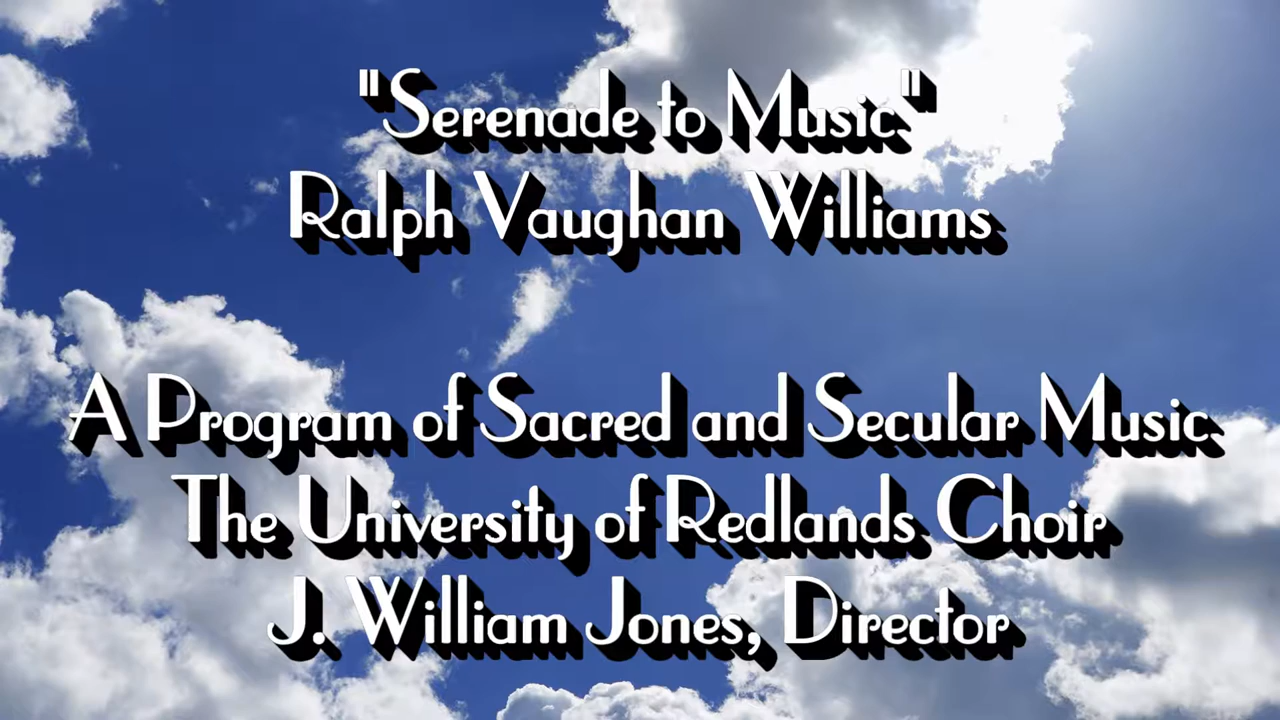 "Serenade to Music"
Ralph Vaughan Williams
A Program of Sacred and Secular Music
The University of Redlands Choir
J. William Jones, Director